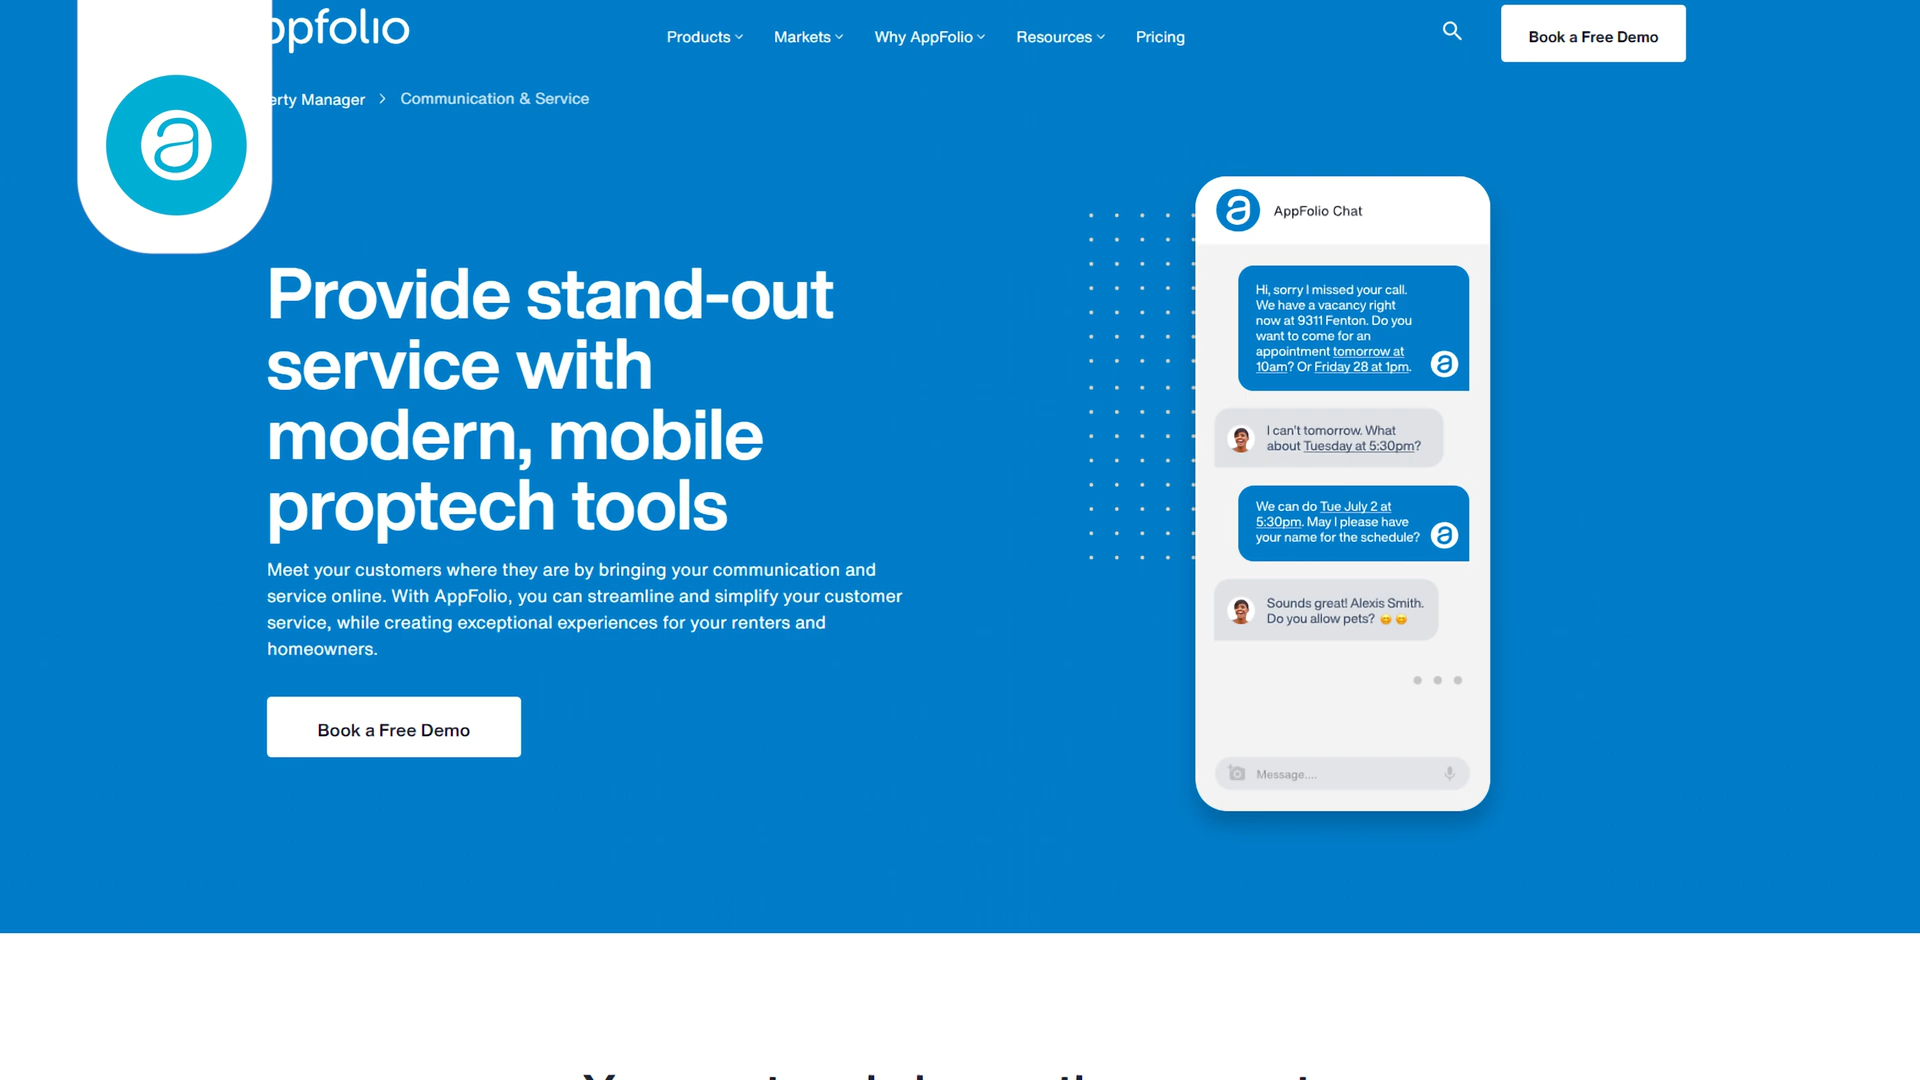 ppfolio
Products
Markets
Why AppFolio
Resources
Pricing
Book a Free Demo
erty Manager > Communication & Service
Provide stand-out
service with
modern, mobile
proptech tools
Meet your customers where they are by bringing your communication and
service online. With AppFolio, you can streamline and simplify your customer
service, while creating exceptional experiences for your renters and
homeowners.
Book a Free Demo
AppFolio Chat
Hi, sorry I missed your call.
We have a vacancy right
now at 9311 Fenton. Do you
want to come for an
appointment tomorrow at
10am? Or Friday 28 at 1pm.
I can't tomorrow. What
about Tuesday at 5:30pm?
We can do Tue July 2 at
5:30pm. May I please have
your name for the schedule?
Sounds great! Alexis Smith.
Do you allow pets? 😊 😊
Message....